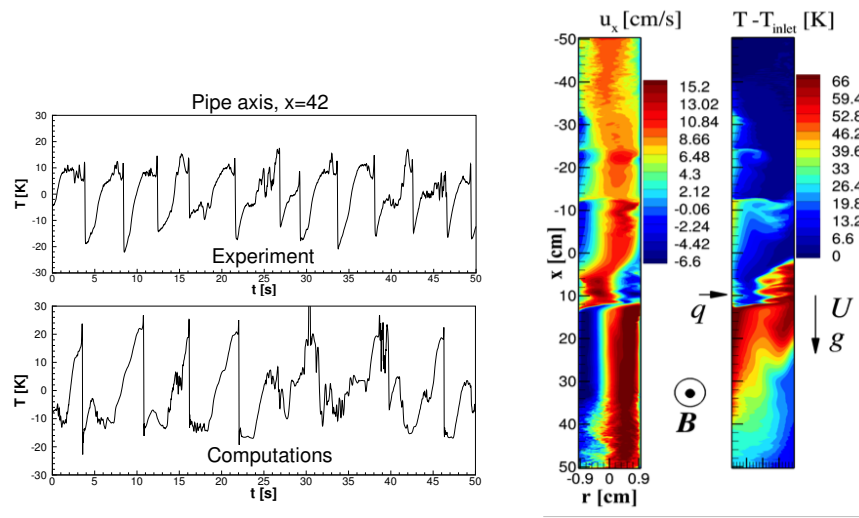 Pipe axis, x=42
30
20
10
0
-10
-20
-30
T [K]
Experiment
0 5 10 15 20 25 30 35 40 45 50
t [s]
30
20
10
0
-10
-20
-30
T [K]
Computations
0 5 10 15 20 25 30 35 40 45 50
t [s]
u_x [cm/s]
T -T_inlet [K]
-50
-40
-30
-20
-10
0
10
20
30
40
50
x [cm]
-0.9 0 0.9
r [cm]
15.2
13.02
10.84
8.66
6.48
4.3
2.12
-0.06
-2.24
-4.42
-6.6
q
B
66
59.4
52.8
46.2
39.6
33
26.4
19.8
13.2
6.6
0
U
g